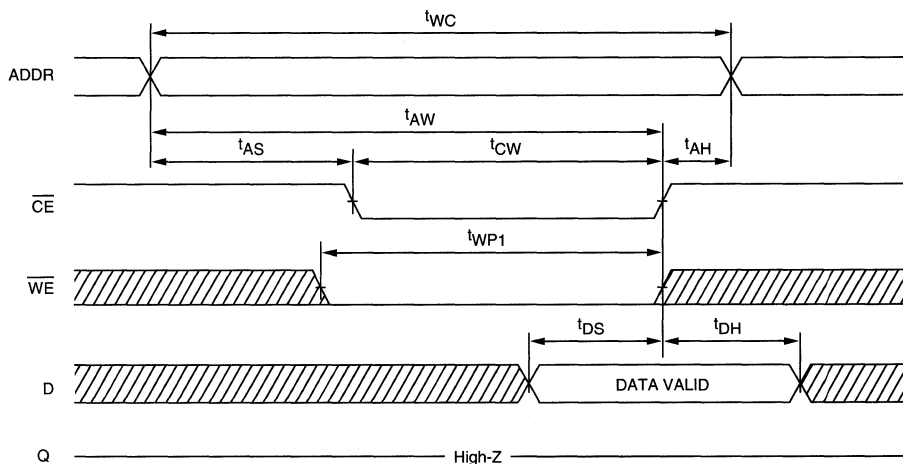 tWC
ADDR
tAW
tAS tCW tAH
CE
tWP1
WE
tDS tDH
D DATA VALID
Q High-Z